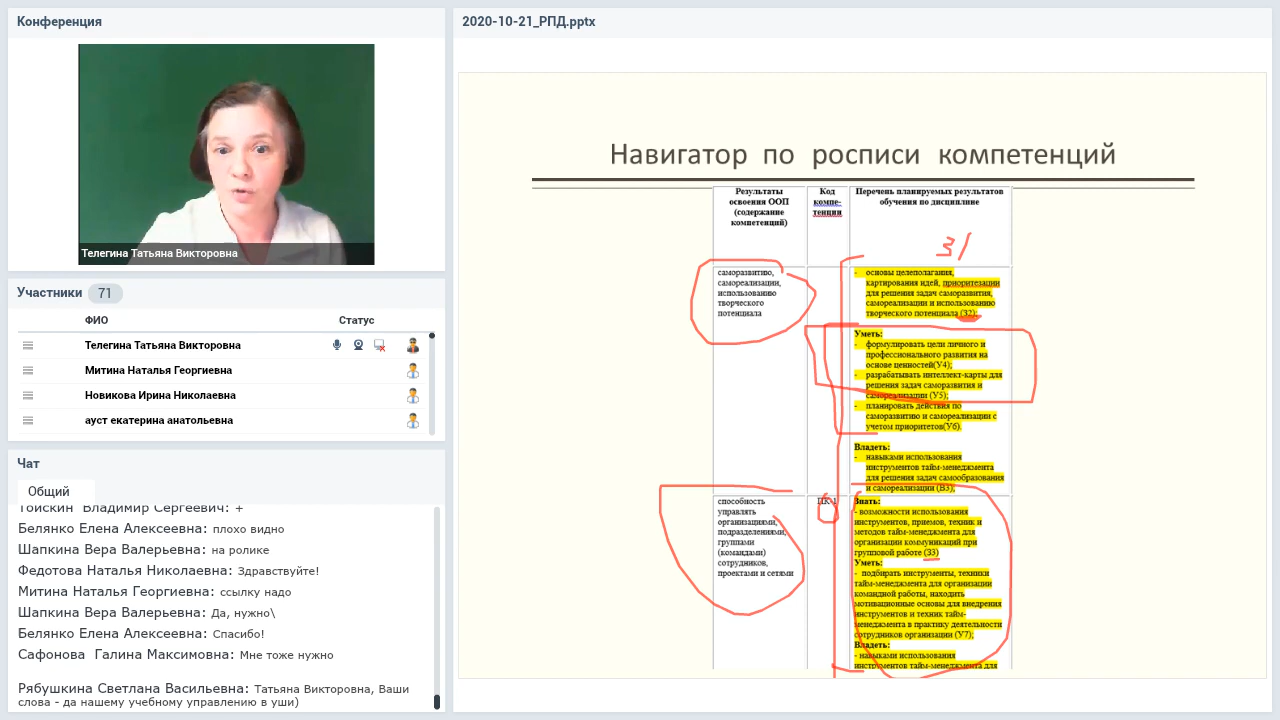 Конференция
Телегина Татьяна Викторовна
Участники 71
ФИО Статус
Телегина Татьяна Викторовна
Митина Наталья Георгиевна
Новикова Ирина Николаевна
ауст екатерина анатольевна
Чат
Общий
Владимир Сергеевич: +
Белянко Елена Алексеевна: плохо видно
Шапкина Вера Валерьевна: на ролике
Федотова Наталья Николаевна: Здравствуйте!
Митина Наталья Георгиевна: ссылку надо
Шапкина Вера Валерьевна: Да, нужно\
Белянко Елена Алексеевна: Спасибо!
Сафонова Галина Максимовна: Мне тоже нужно
Рябушкина Светлана Васильевна: Татьяна Викторовна, Ваши
слова - да нашему учебному управлению в уши)
2020-10-21_РПД.pptx
Навигатор по росписи компетенций
Результаты
освоения ООП
(содержание
компетенций)
Код
компе-
тенции
Перечень планируемых результатов
обучения по дисциплине
саморазвитию,
самореализации,
использованию
творческого
потенциала
- основы целеполагания,
картирования идей, приоритезации
для решения задач саморазвития,
самореализации и использованию
творческого потенциала (З2);
Уметь:
- формулировать цели личного и
профессионального развития на
основе ценностей(У4);
- разрабатывать интеллект-карты для
решения задач саморазвития и
самореализации (У5);
- планировать действия по
саморазвитию и самореализации с
учетом приоритетов(У6).
Владеть:
- навыками использования
инструментов тайм-менеджмента
для решения задач самообразования
и самореализации (В3);
способность
управлять
организациями,
подразделениями,
группами
(командами)
сотрудников,
проектами и сетями
ПК-1
Знать:
- возможности использования
инструментов, приемов, техник и
методов тайм-менеджмента для
организации коммуникаций при
групповой работе (З3)
Уметь:
- подбирать инструменты, техники
тайм-менеджмента для организации
командной работы, находить
мотивационные основы для внедрения
инструментов и техник тайм-
менеджмента в практику деятельности
сотрудников организации (У7);
Владеть:
- навыками использования
инструментов тайм-менеджмента для